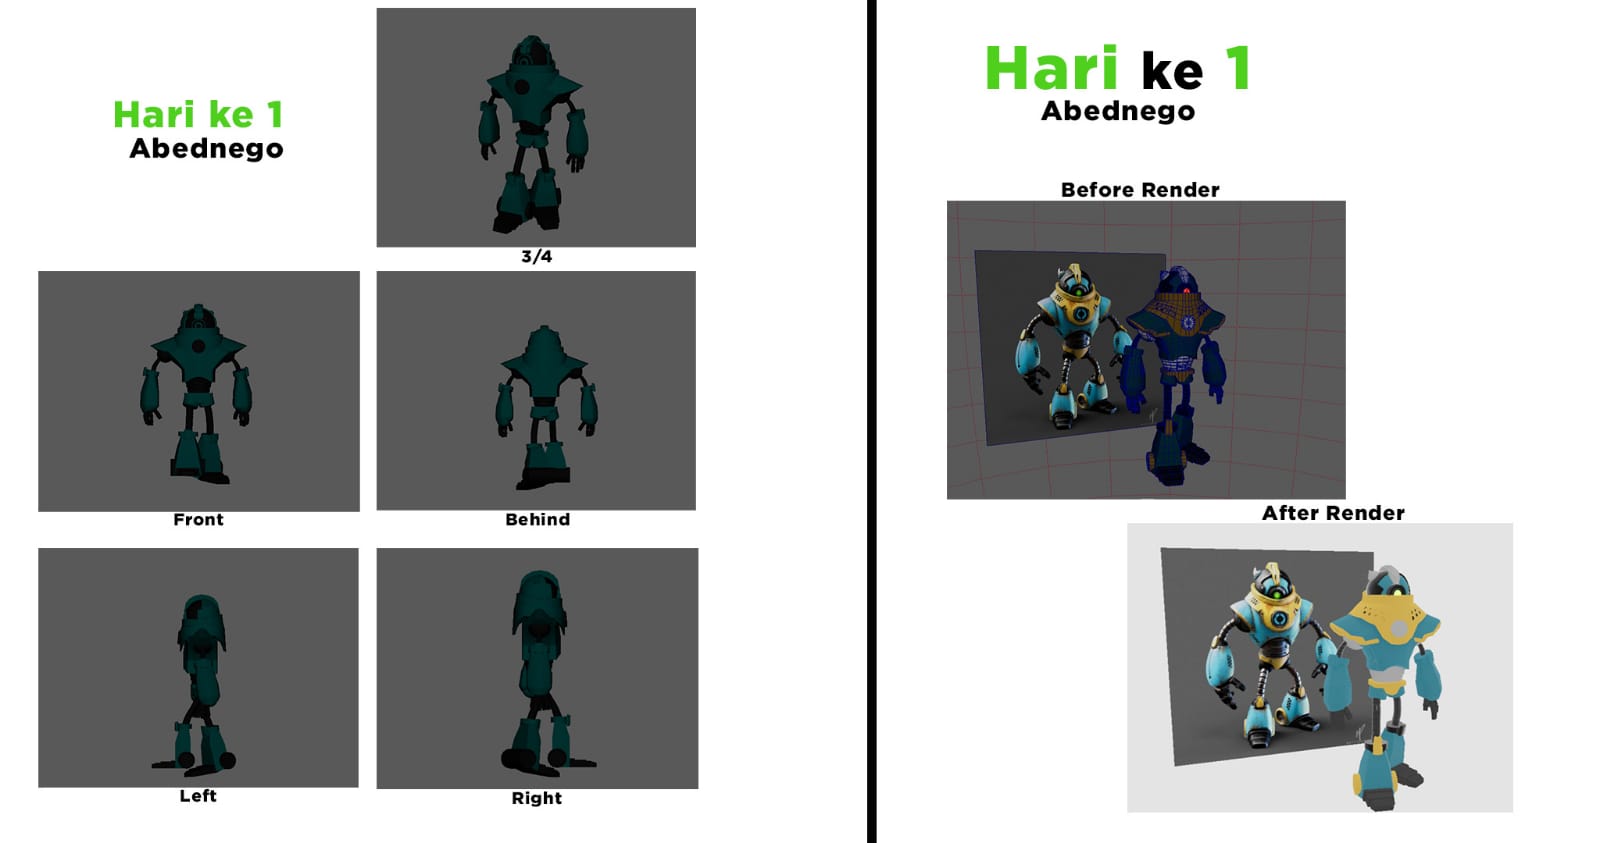 Hari ke 1
Abednego
3/4
Front
Behind
Left
Right
Hari ke 1
Abednego
Before Render
After Render